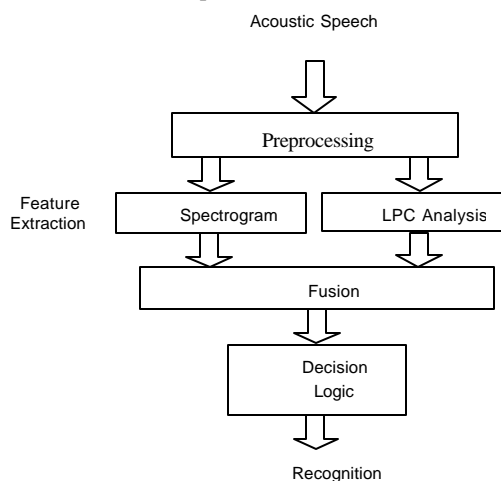 Acoustic Speech
Preprocessing
Feature
Extraction
Spectrogram
LPC Analysis
Fusion
Decision
Logic
Recognition